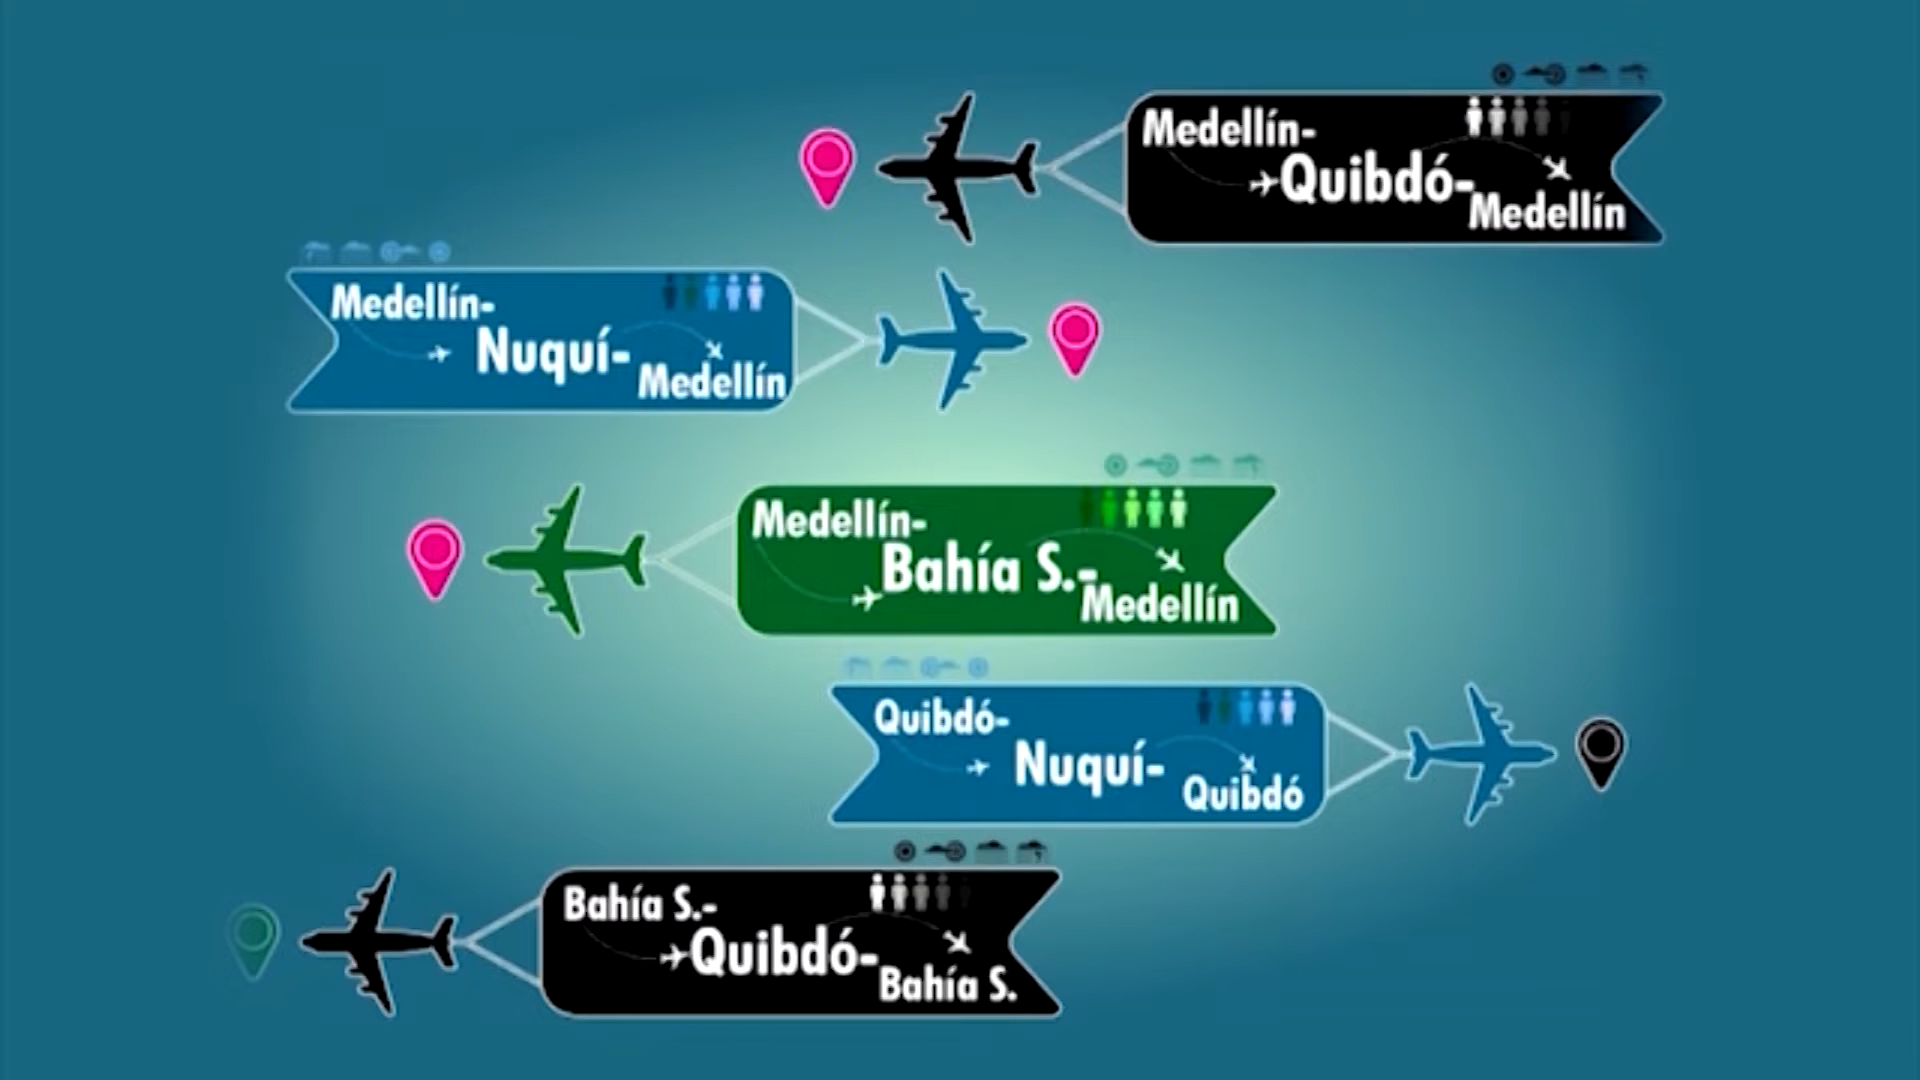 Medellín-
Quibdó-
Medellín
Medellín-
Nuquí-
Medellín
Medellín-
Bahía S.-
Medellín
Quibdó-
Nuquí-
Quibdó
Bahía S.-
Quibdó-
Bahía S.